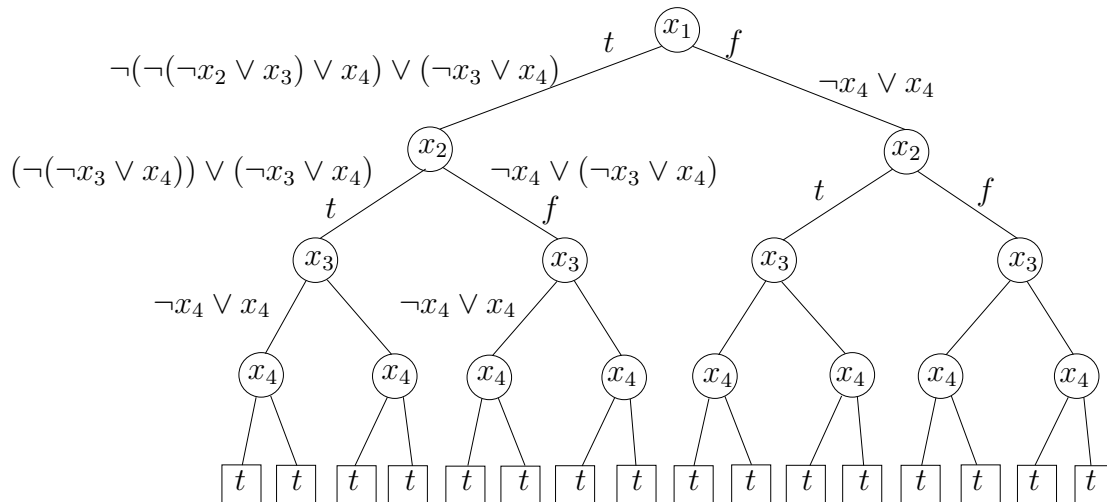 x₁
t f
¬(¬(¬x₂ ∨ x₃) ∨ x₄) ∨ (¬x₃ ∨ x₄) ¬x₄ ∨ x₄
x₂ x₂
(¬(¬x₃ ∨ x₄)) ∨ (¬x₃ ∨ x₄) ¬x₄ ∨ (¬x₃ ∨ x₄)
t f t f
x₃ x₃ x₃ x₃
¬x₄ ∨ x₄ ¬x₄ ∨ x₄
x₄ x₄ x₄ x₄ x₄ x₄ x₄ x₄
t t t t t t t t t t t t t t t t